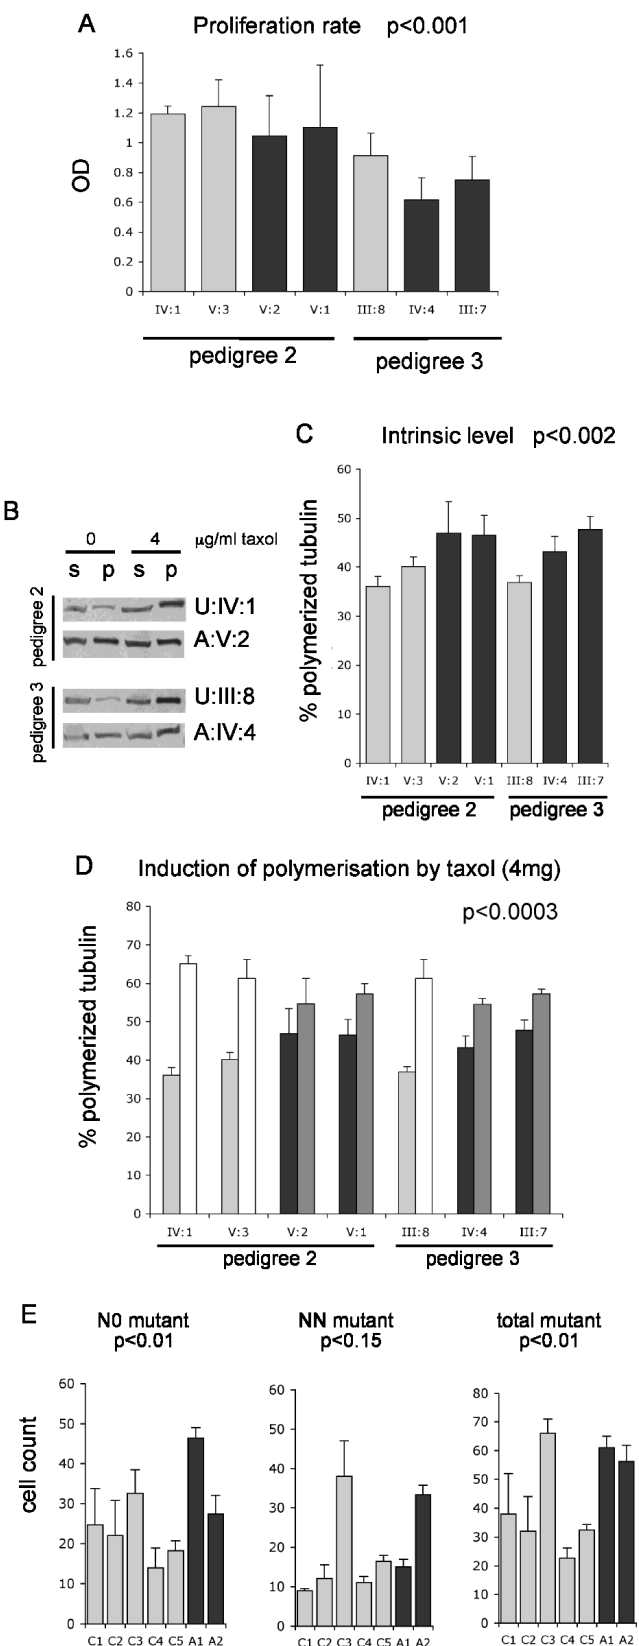 A Proliferation rate p<0.001
OD
1.6
1.4
1.2
1
0.8
0.6
0.4
0.2
0
IV:1 V:3 V:2 V:1 III:8 IV:4 III:7
pedigree 2 pedigree 3
B
0 4 µg/ml taxol
s p s p
pedigree 2
U:IV:1
A:V:2
pedigree 3
U:III:8
A:IV:4
C Intrinsic level p<0.002
% polymerized tubulin
60
50
40
30
20
10
0
IV:1 V:3 V:2 V:1 III:8 IV:4 III:7
pedigree 2 pedigree 3
D Induction of polymerisation by taxol (4mg)
p<0.0003
% polymerized tubulin
80
70
60
50
40
30
20
10
0
IV:1 V:3 V:2 V:1 III:8 IV:4 III:7
pedigree 2 pedigree 3
E
N0 mutant
p<0.01
cell count
60
50
40
30
20
10
0
C1 C2 C3 C4 C5 A1 A2
NN mutant
p<0.15
60
50
40
30
20
10
0
C1 C2 C3 C4 C5 A1 A2
total mutant
p<0.01
80
70
60
50
40
30
20
10
0
C1 C2 C3 C4 C5 A1 A2